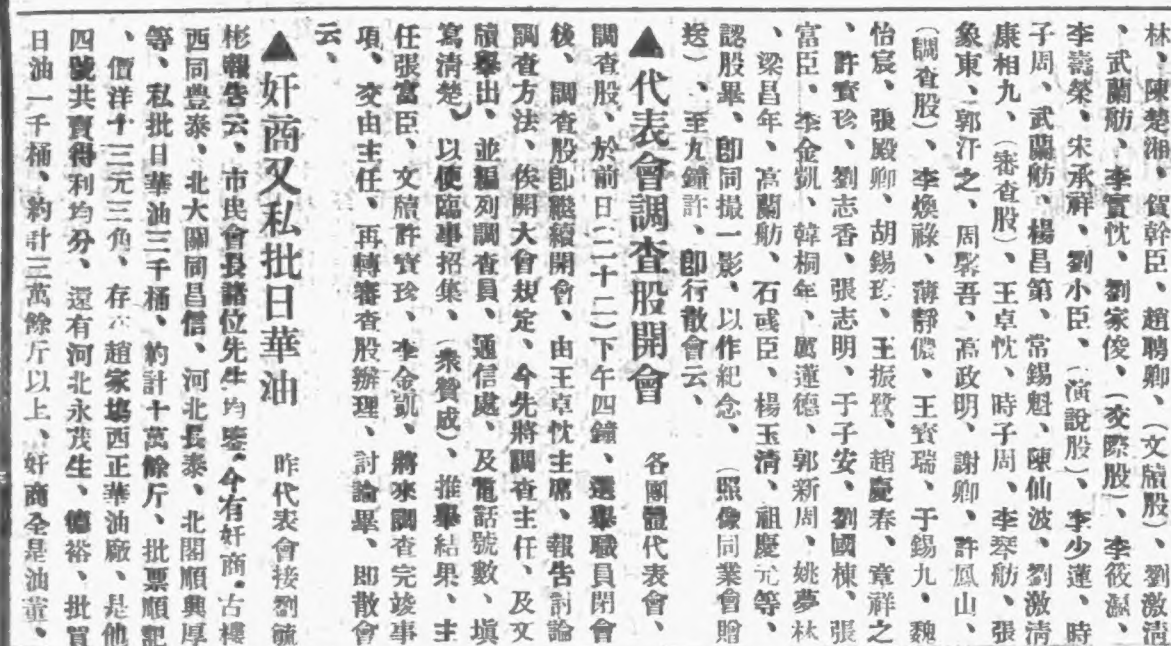 林、陳楚湘、賀幹臣、趙聘卿、（文牘股）、劉激清
、武蘭舫、李實忱、劉家俊、（交際股）、李筱溪、
李壽榮、宋承祥、劉小臣、（演說股）、李少蓮、時
子周、武蘭舫、楊昌第、常錫魁、陳仙波、劉激清
康相九、（審查股）、王卓忱、時子周、李琴舫、張
象東、郭汗之、周馨吾、高政明、謝卿、許鳳山、
（調查股）、李煥祿、薄靜儂、王賓瑞、于錫九、魏
怡宸、張殿卿、胡錫珍、王振鷺、趙慶春、章祥之
、許寶珍、劉志香、張志明、于子安、劉國棟、張
富臣、李金凱、韓桐年、厲蓮德、郭新周、姚夢林
、梁昌年、高蘭舫、石彧臣、楊玉清、祖慶元等、
認股畢、卽同撮一影、以作紀念、（照像同業會贈
送）、至九鐘許、卽行散會云、
▲代表會調查股開會　各團體代表會、
調查股、於前日（二十二）下午四鐘、選舉職員閉會
後、調查股卽繼續開會、由王卓忱主席、報告討論
調查方法、俟開大會規定、今先將調查主任、及文
牘舉出、並編列調查員、通信處、及電話號數、塡
寫淸楚、以便臨事招集、（衆贊成）、推舉結果、主
任張富臣、文牘許寶珍、李金凱、將來調查完竣事
項、交由主任、再轉審查股辦理、討論畢、卽散會
云、
▲奸商又私批日華油　昨代表會接劉毓
彬報告云、市民會長諸位先生均鑒、今有奸商、古樓
西同豐泰、北大關同昌信、河北長泰、北閣順興厚
等、私批日華油三千桶、約計十萬餘斤、批票順記
、價洋十三元三角、存在趙家塲西正華油廠、是他
四號共賣得利均分、還有河北永茂生、德裕、批買
日油一千桶、約計三萬餘斤以上、奸商全是油董、